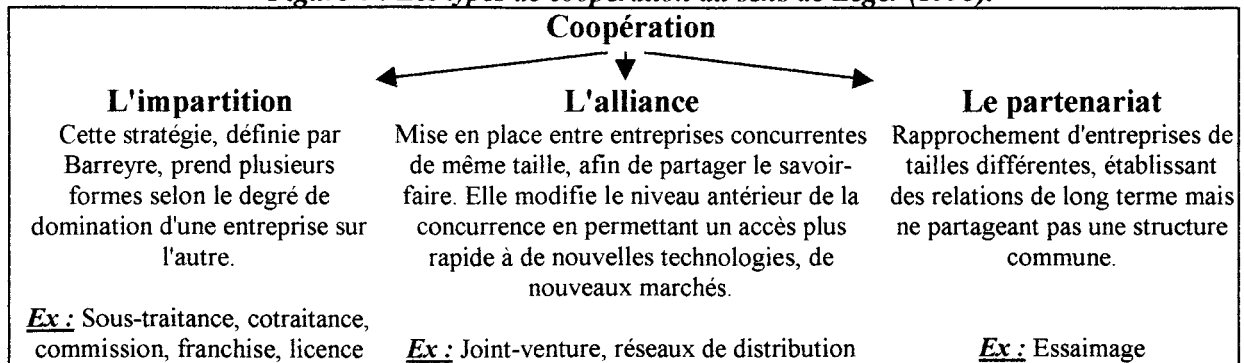 Coopération
L'impartition
Cette stratégie, définie par
Barreyre, prend plusieurs
formes selon le degré de
domination d'une entreprise sur
l'autre.
Ex : Sous-traitance, cotraitance,
commission, franchise, licence
L'alliance
Mise en place entre entreprises concurrentes
de même taille, afin de partager le savoir-
faire. Elle modifie le niveau antérieur de la
concurrence en permettant un accès plus
rapide à de nouvelles technologies, de
nouveaux marchés.
Ex : Joint-venture, réseaux de distribution
Le partenariat
Rapprochement d'entreprises de
tailles différentes, établissant
des relations de long terme mais
ne partageant pas une structure
commune.
Ex : Essaimage